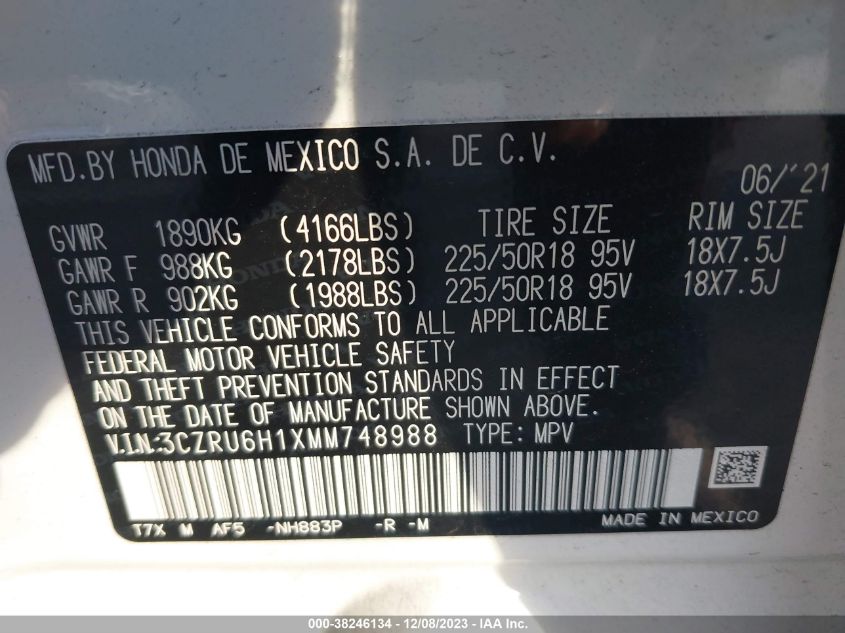 MFD.BY HONDA DE MEXICO S.A. DE C.V.
06/'21
GVWR 1890KG (4166LBS) TIRE SIZE RIM SIZE
GAWR F 988KG (2178LBS) 225/50R18 95V 18X7.5J
GAWR R 902KG (1988LBS) 225/50R18 95V 18X7.5J
THIS VEHICLE CONFORMS TO ALL APPLICABLE
FEDERAL MOTOR VEHICLE SAFETY
AND THEFT PREVENTION STANDARDS IN EFFECT
ON THE DATE OF MANUFACTURE SHOWN ABOVE.
V.I.N:3CZRU6H1XMM748988 TYPE: MPV
T7X M AF5 -NH883P -R -M
MADE IN MEXICO
000-38246134 - 12/08/2023 - IAA Inc.